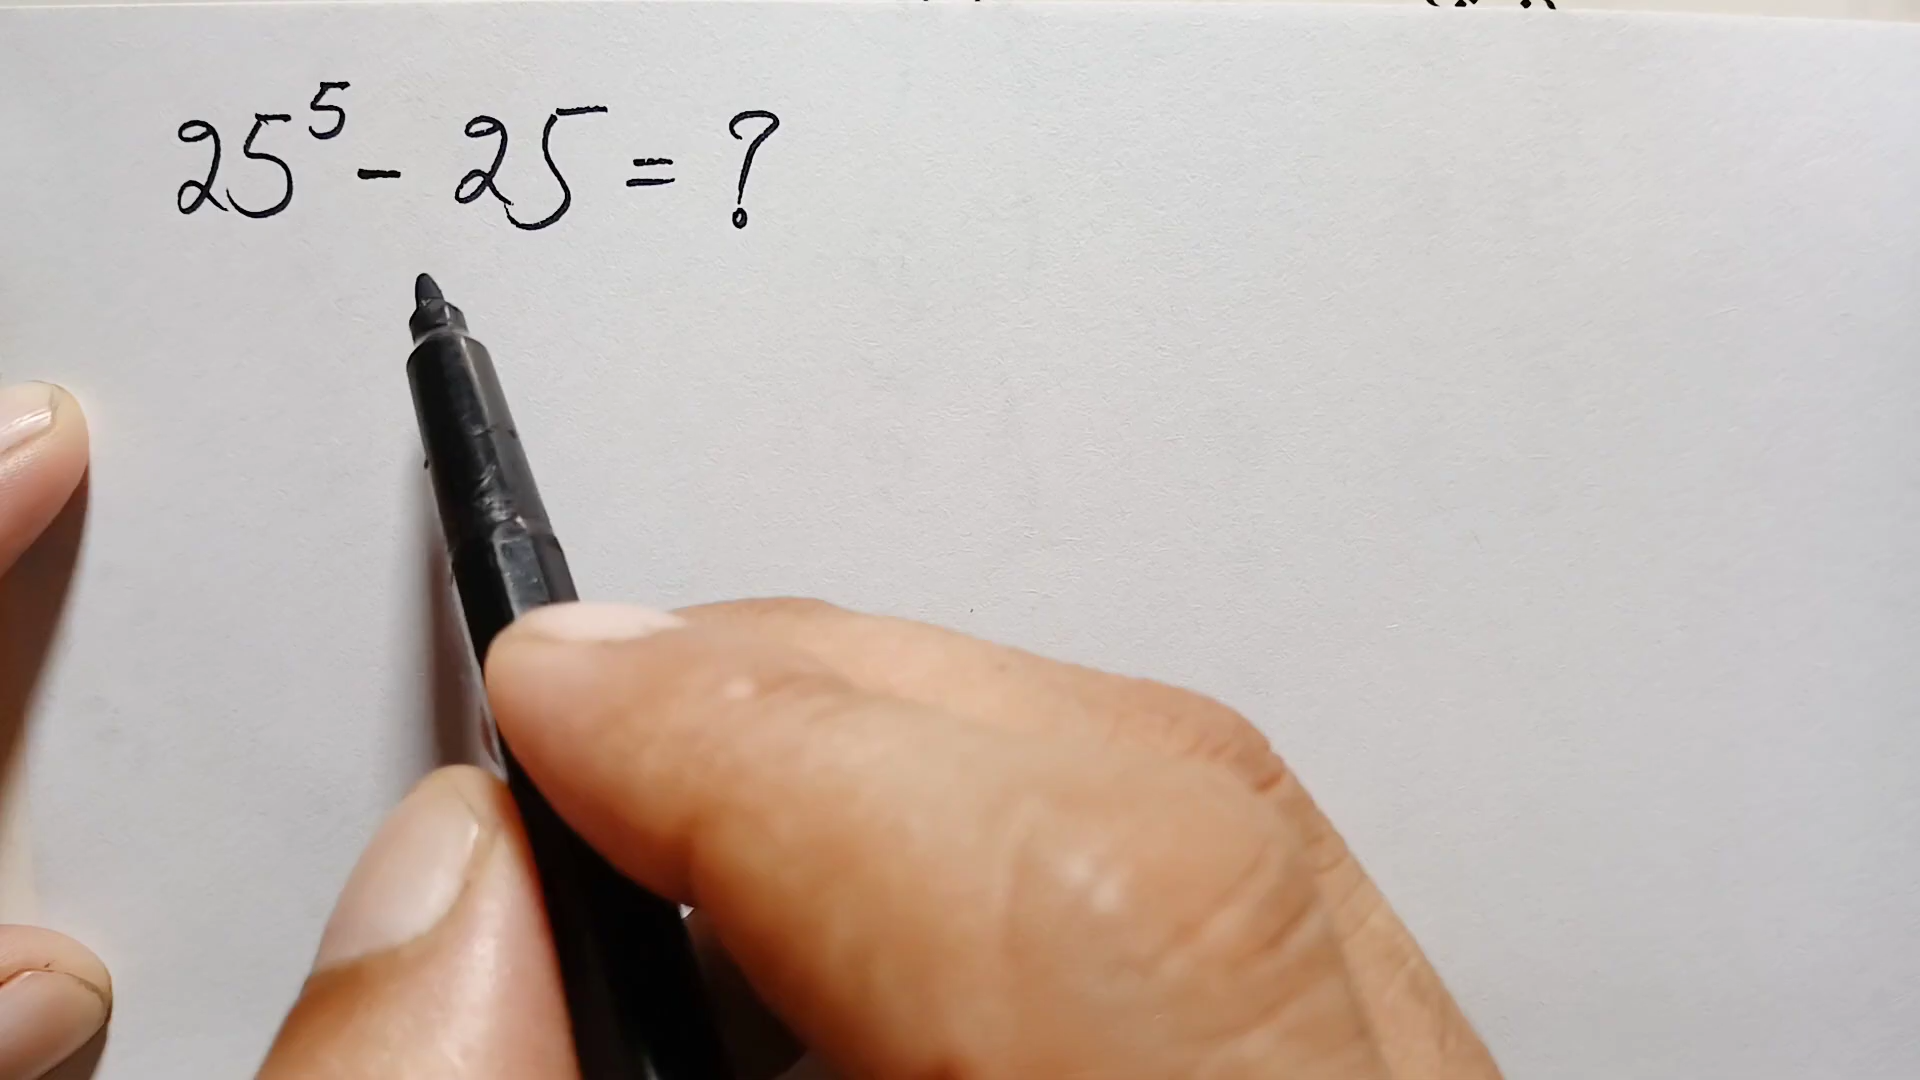 25⁵ - 25 = ?